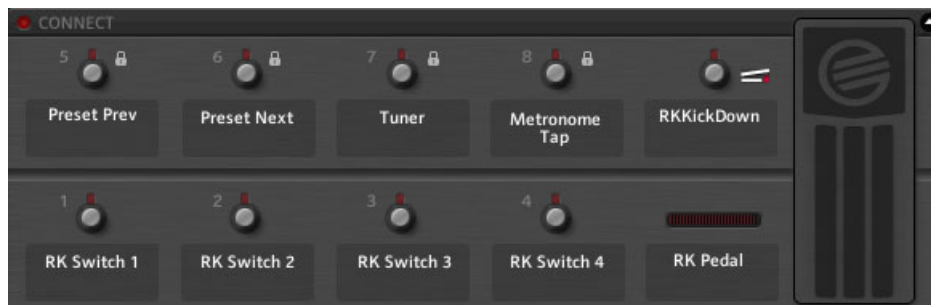 CONNECT
5
6
7
8
Preset Prev
Preset Next
Tuner
Metronome
Tap
RKKickDown
1
2
3
4
RK Switch 1
RK Switch 2
RK Switch 3
RK Switch 4
RK Pedal